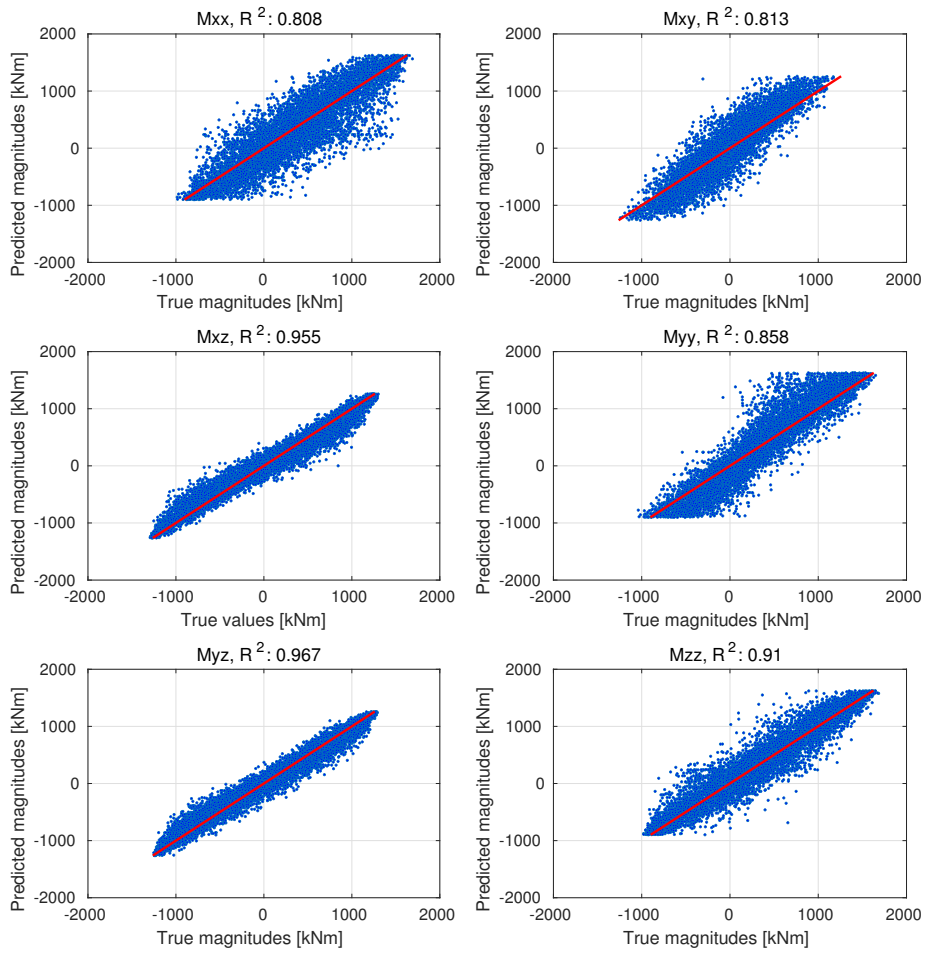 Mxx, R 2: 0.808
2000
1000
0
-1000
-2000
Predicted magnitudes [kNm]
-2000 -1000 0 1000 2000
True magnitudes [kNm]
Mxy, R 2: 0.813
2000
1000
0
-1000
-2000
Predicted magnitudes [kNm]
-2000 -1000 0 1000 2000
True magnitudes [kNm]
Mxz, R 2: 0.955
2000
1000
0
-1000
-2000
Predicted magnitudes [kNm]
-2000 -1000 0 1000 2000
True values [kNm]
Myy, R 2: 0.858
2000
1000
0
-1000
-2000
Predicted magnitudes [kNm]
-2000 -1000 0 1000 2000
True magnitudes [kNm]
Myz, R 2: 0.967
2000
1000
0
-1000
-2000
Predicted magnitudes [kNm]
-2000 -1000 0 1000 2000
True magnitudes [kNm]
Mzz, R 2: 0.91
2000
1000
0
-1000
-2000
Predicted magnitudes [kNm]
-2000 -1000 0 1000 2000
True magnitudes [kNm]